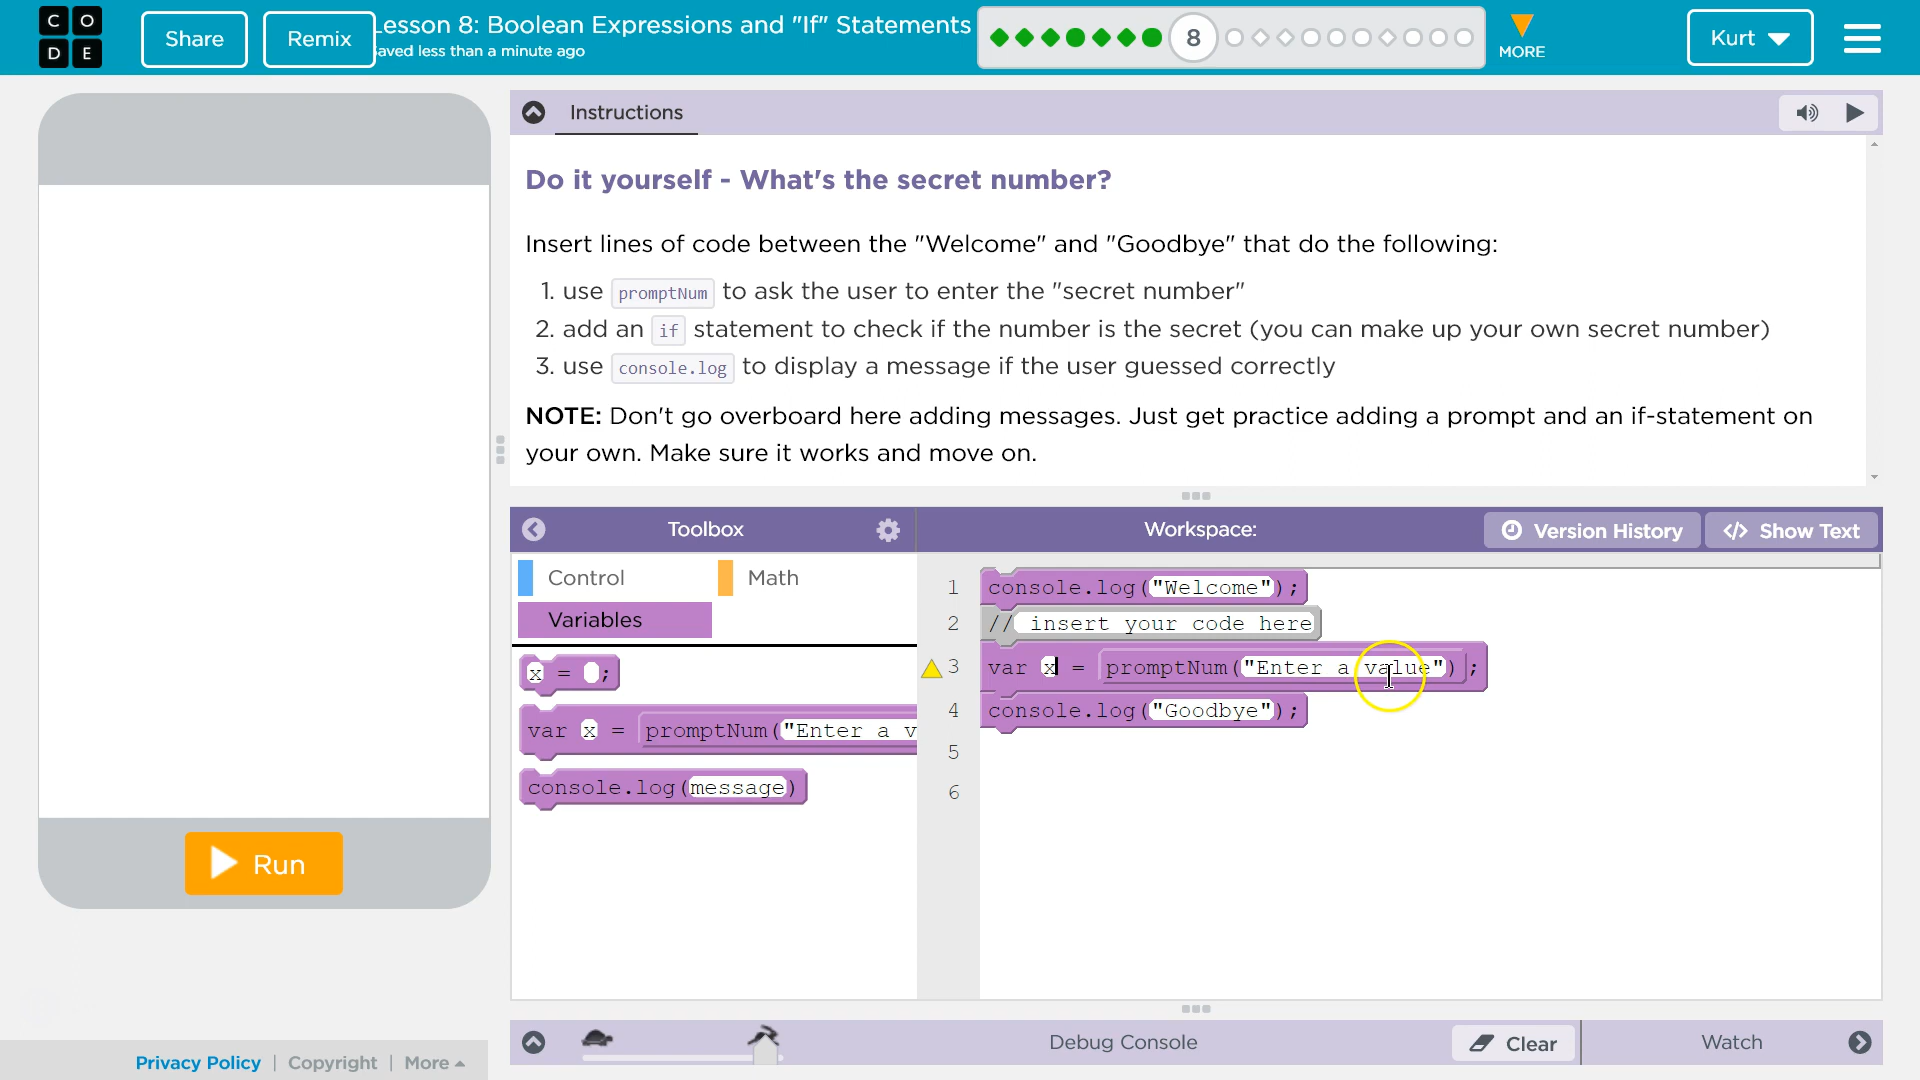 C O
D E
Share
Remix
esson 8: Boolean Expressions and "If" Statements
aved less than a minute ago
8
MORE
Kurt
Instructions
Do it yourself - What's the secret number?
Insert lines of code between the "Welcome" and "Goodbye" that do the following:
1. use promptNum to ask the user to enter the "secret number"
2. add an if statement to check if the number is the secret (you can make up your own secret number)
3. use console.log to display a message if the user guessed correctly
NOTE: Don't go overboard here adding messages. Just get practice adding a prompt and an if-statement on
your own. Make sure it works and move on.
Toolbox
Workspace:
Version History
</> Show Text
Control
Math
Variables
x = ;
var x = promptNum("Enter a v
console.log(message)
1 console.log("Welcome");
2 // insert your code here
3 var x = promptNum("Enter a value");
4 console.log("Goodbye");
5
6
Run
Debug Console
Clear
Watch
Privacy Policy | Copyright | More